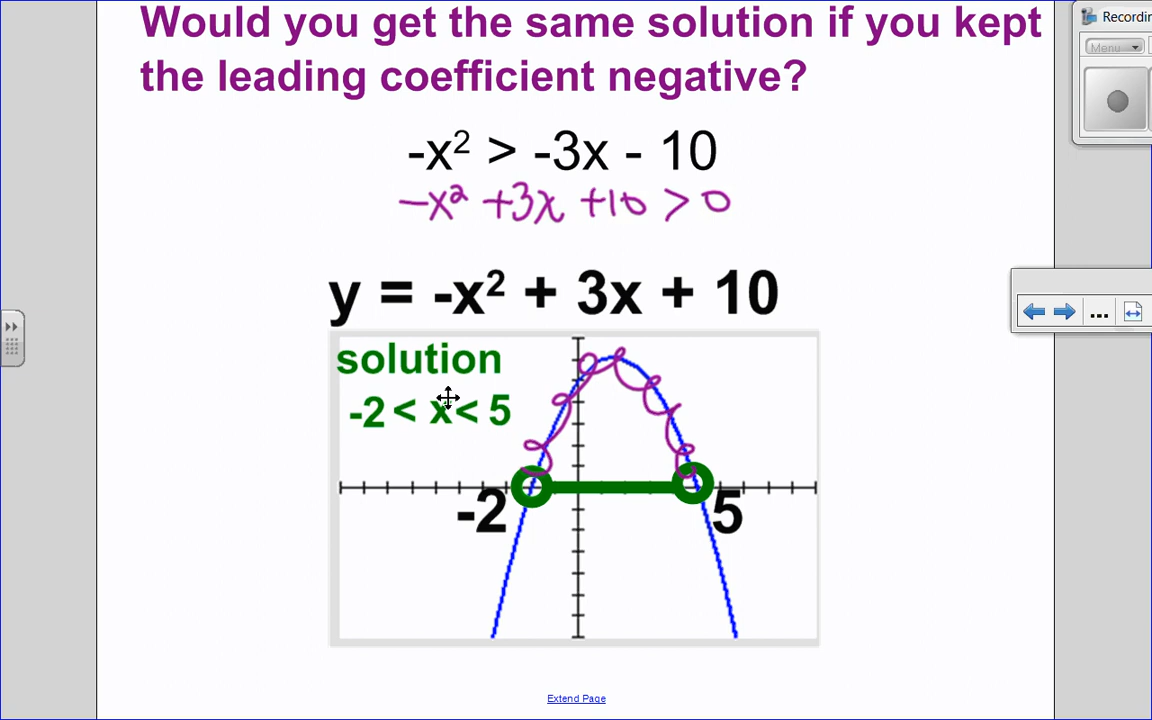 Would you get the same solution if you kept
the leading coefficient negative?
Recordin
Menu
-x² > -3x - 10
-x² +3x +10 > 0
y = -x² + 3x + 10
...
solution
-2 < x < 5
-2
5
Extend Page